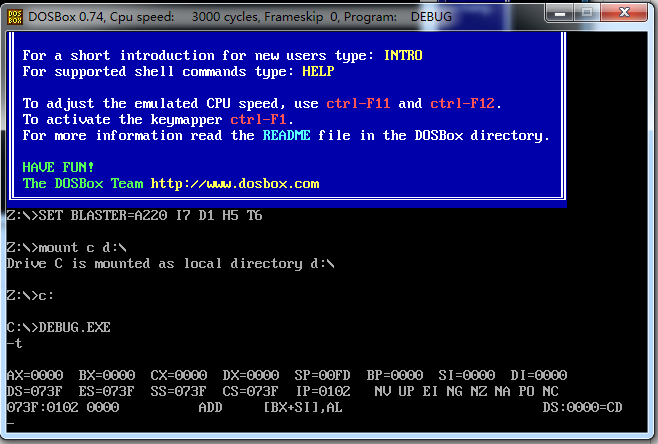 DOS BOX
DOSBox 0.74, Cpu speed: 3000 cycles, Frameskip 0, Program: DEBUG
For a short introduction for new users type: INTRO
For supported shell commands type: HELP
To adjust the emulated CPU speed, use ctrl-F11 and ctrl-F12.
To activate the keymapper ctrl-F1.
For more information read the README file in the DOSBox directory.
HAVE FUN!
The DOSBox Team http://www.dosbox.com
Z:\>SET BLASTER=A220 I7 D1 H5 T6
Z:\>mount c d:\
Drive C is mounted as local directory d:\
Z:\>c:
C:\>DEBUG.EXE
-t
AX=0000 BX=0000 CX=0000 DX=0000 SP=00FD BP=0000 SI=0000 DI=0000
DS=073F ES=073F SS=073F CS=073F IP=0102 NV UP EI NG NZ NA PO NC
073F:0102 0000 ADD [BX+SI],AL DS:0000=CD
-